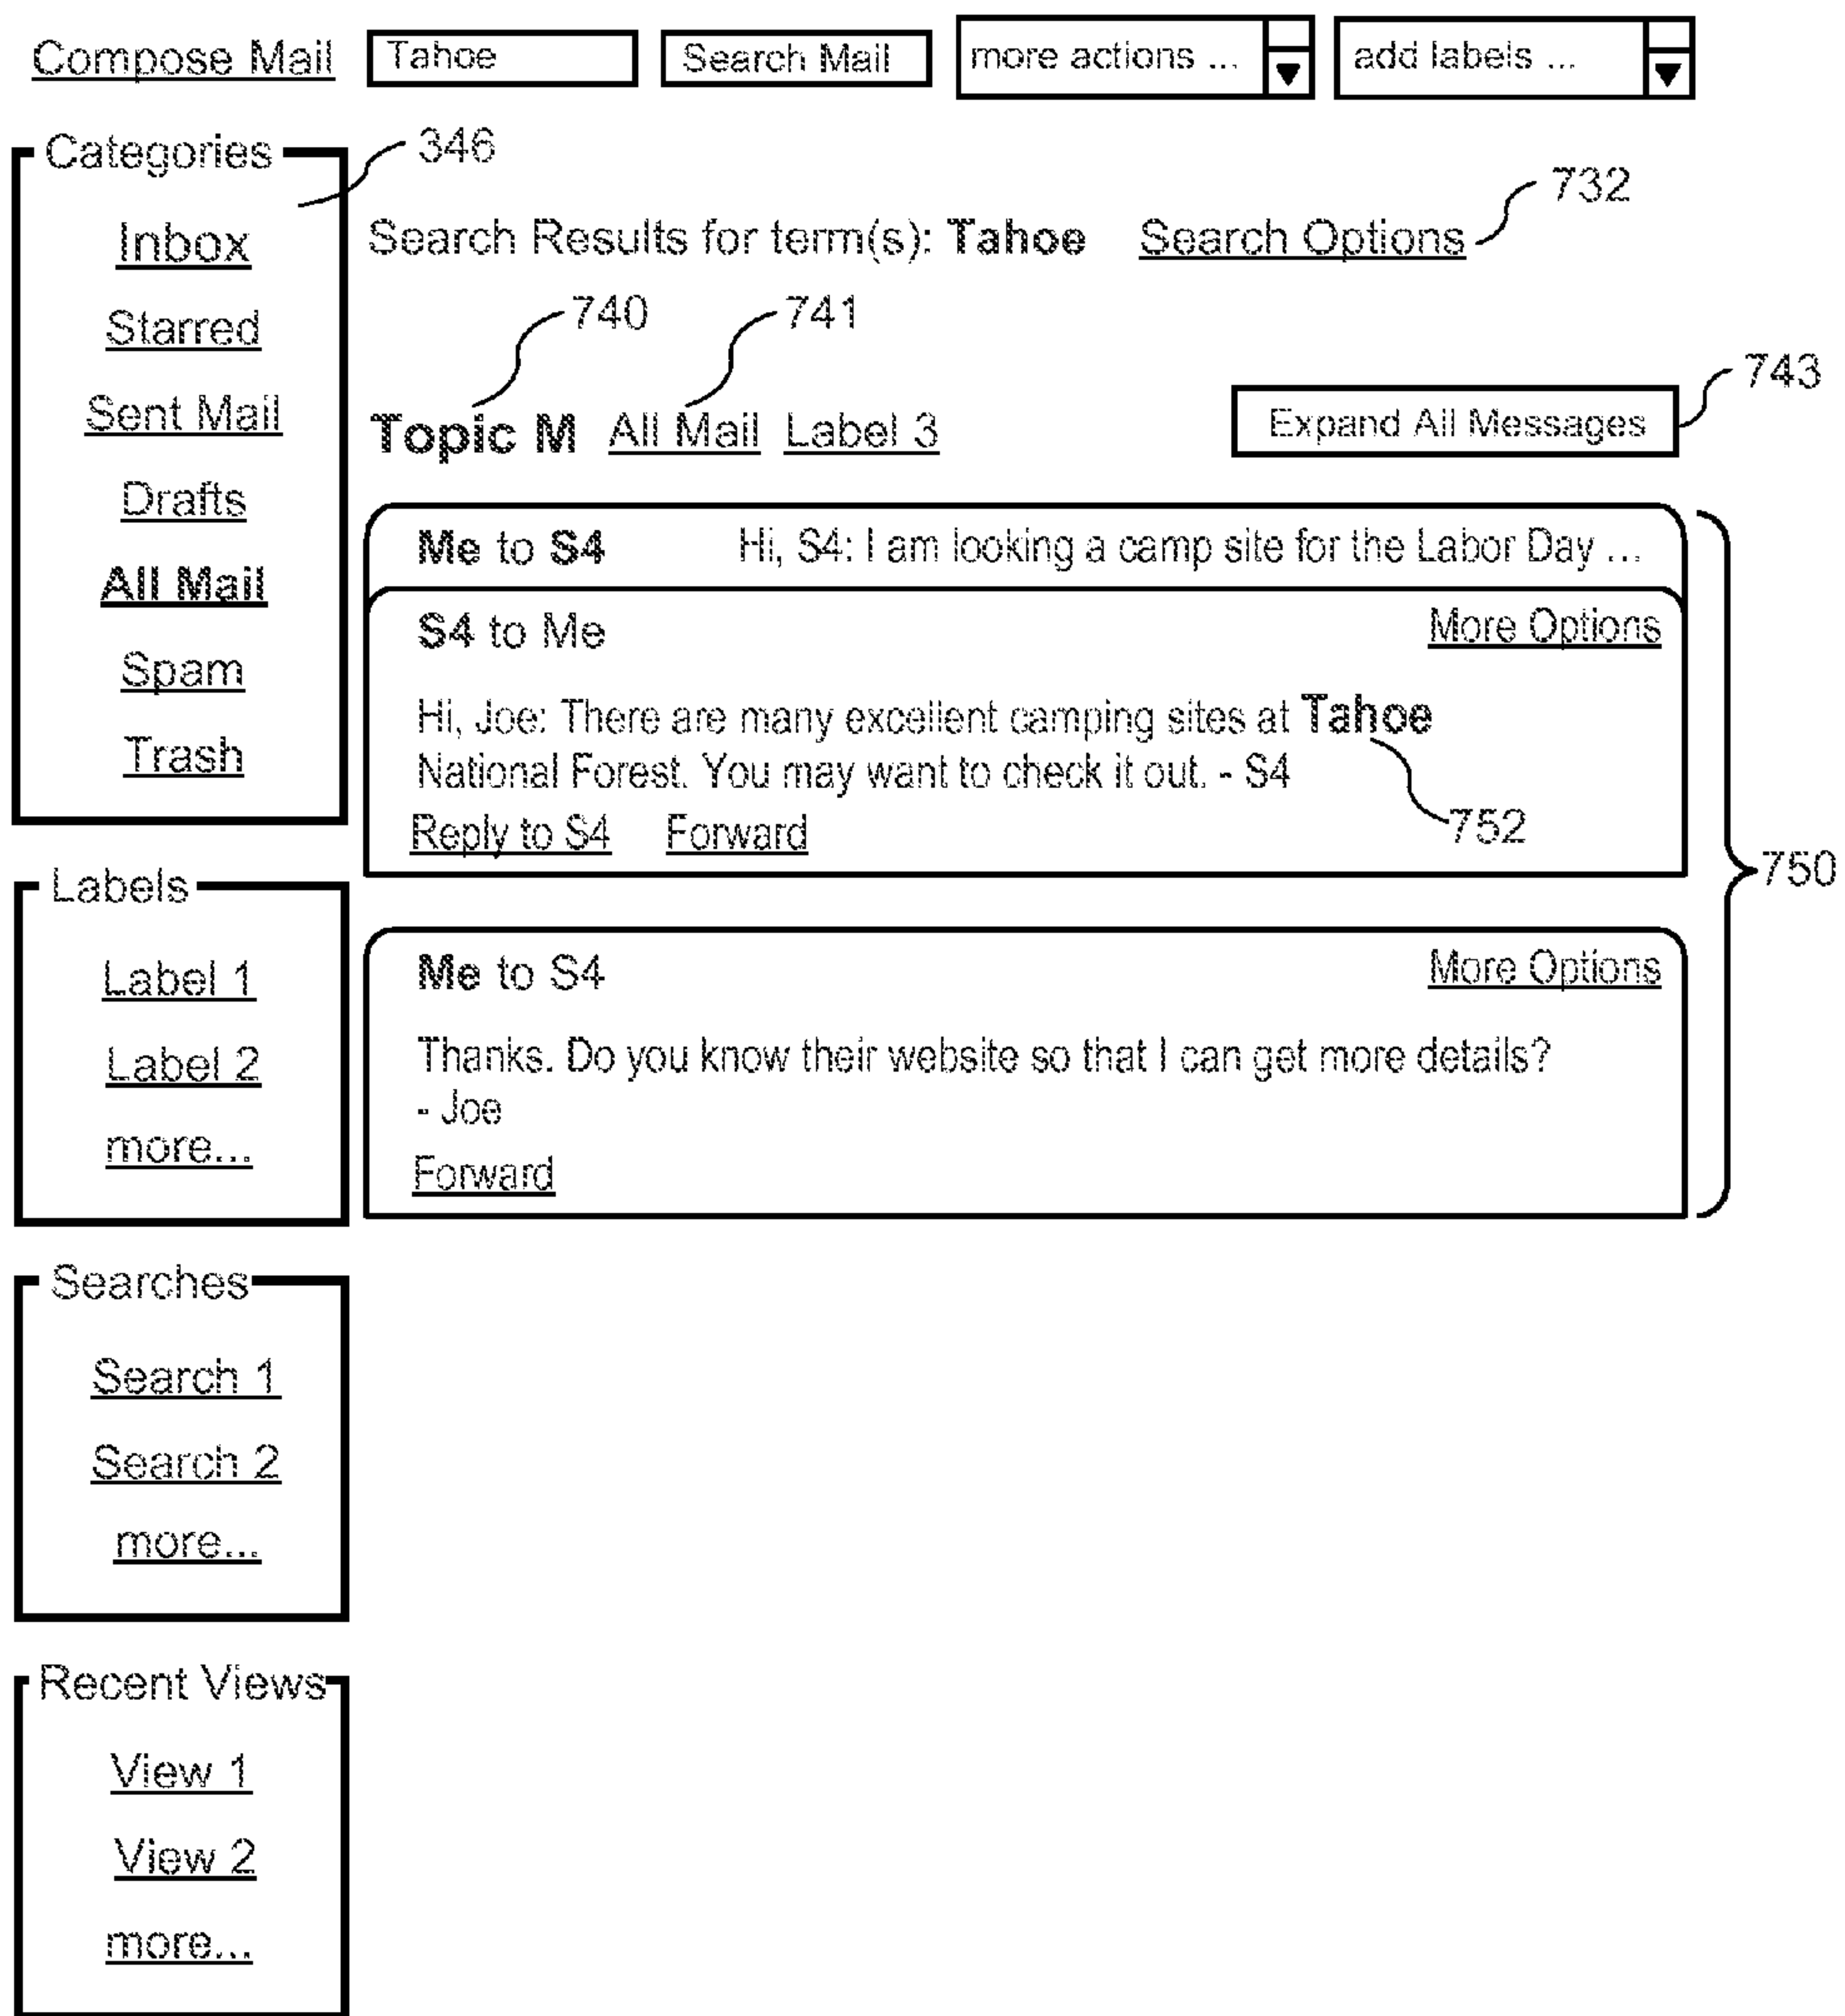 Compose Mail Tahoe Search Mail more actions ... add labels ...
Categories
346
Inbox
Starred
Sent Mail
Drafts
All Mail
Spam
Trash
Labels
Label 1
Label 2
more...
Searches
Search 1
Search 2
more...
Recent Views
View 1
View 2
more...
732
Search Results for term(s): Tahoe Search Options
740 741
743
Topic M All Mail Label 3 Expand All Messages
Me to S4 Hi, S4: I am looking a camp site for the Labor Day ...
S4 to Me More Options
Hi, Joe: There are many excellent camping sites at Tahoe
National Forest. You may want to check it out. - S4
752
Reply to S4 Forward
750
Me to S4 More Options
Thanks. Do you know their website so that I can get more details?
- Joe
Forward